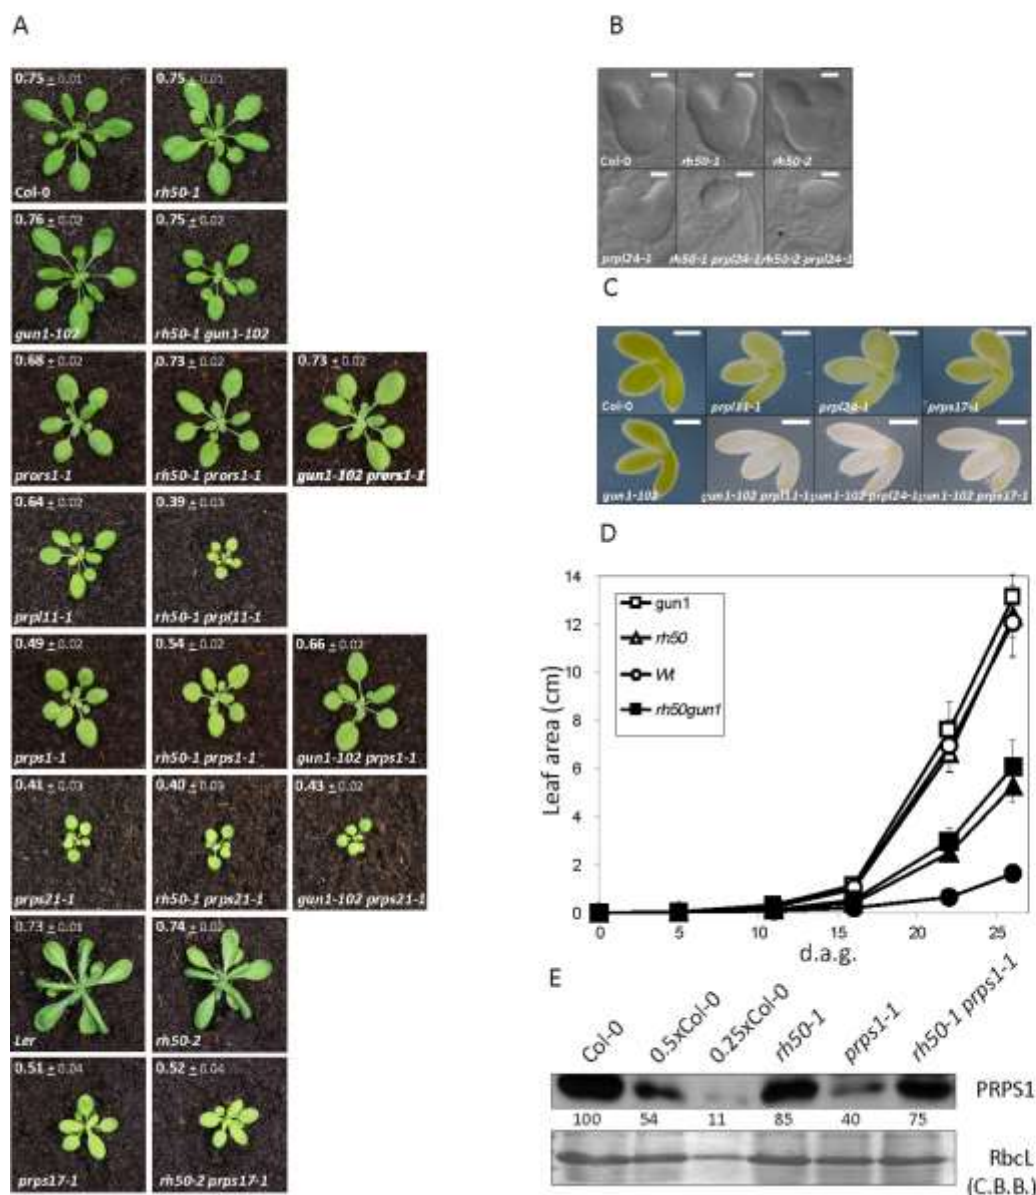 A
0.75 ± 0.01
Col-0
0.75 ± 0.01
rh50-1
0.76 ± 0.02
gun1-102
0.75 ± 0.02
rh50-1 gun1-102
0.68 ± 0.02
prors1-1
0.73 ± 0.02
rh50-1 prors1-1
0.73 ± 0.02
gun1-102 prors1-1
0.64 ± 0.02
prpl11-1
0.39 ± 0.03
rh50-1 prpl11-1
0.49 ± 0.02
prps1-1
0.54 ± 0.02
rh50-1 prps1-1
0.66 ± 0.02
gun1-102 prps1-1
0.41 ± 0.03
prps21-1
0.40 ± 0.03
rh50-1 prps21-1
0.43 ± 0.02
gun1-102 prps21-1
0.73 ± 0.01
Ler
0.74 ± 0.02
rh50-2
0.51 ± 0.04
prps17-1
0.52 ± 0.04
rh50-2 prps17-1
B
Col-0
rh50-1
rh50-2
prpl24-1
rh50-1 prpl24-1
rh50-2 prpl24-1
C
Col-0
prpl11-1
prpl24-1
prps17-1
gun1-102
gun1-102 prpl11-1
gun1-102 prpl24-1
gun1-102 prps17-1
D
Leaf area (cm)
14
12
10
8
6
4
2
0
gun1
rh50
Wt
rh50gun1
0 5 10 15 20 25
d.a.g.
E
Col-0
0.5xCol-0
0.25xCol-0
rh50-1
prps1-1
rh50-1 prps1-1
PRPS1
100 54 11 85 40 75
RbcL
(C.B.B.)